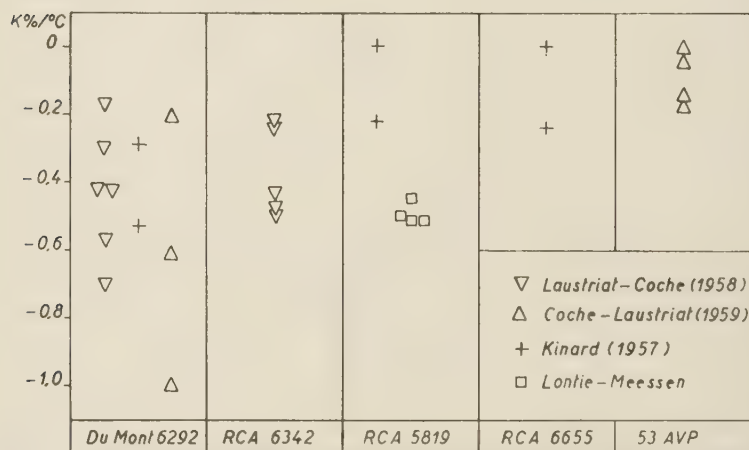 K%/°C
0
-0,2
-0,4
-0,6
-0,8
-1,0
▽ Laustriat-Coche (1958)
△ Coche-Laustriat (1959)
+ Kinard (1957)
□ Lontie-Meessen
Du Mont 6292 RCA 6342 RCA 5819 RCA 6655 53 AVP